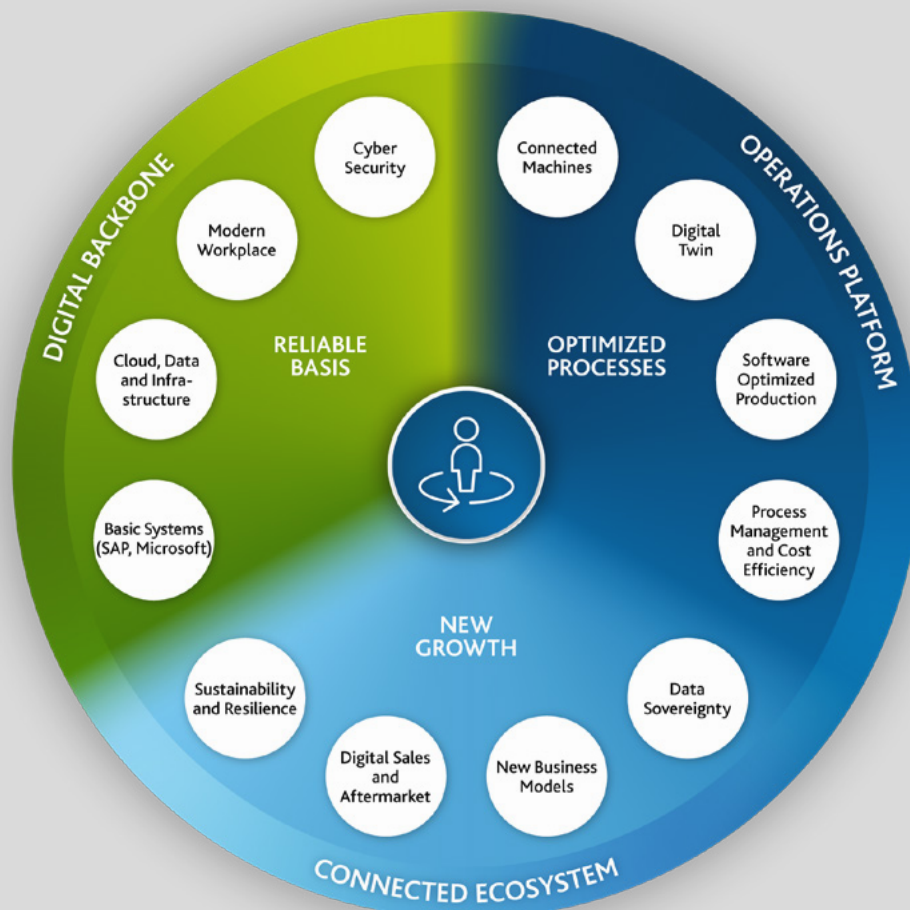 DIGITAL BACKBONE
RELIABLE
BASIS
Cyber
Security
Modern
Workplace
Cloud, Data
and Infra-
structure
Basic Systems
(SAP, Microsoft)
OPERATIONS PLATFORM
OPTIMIZED
PROCESSES
Connected
Machines
Digital
Twin
Software
Optimized
Production
Process
Management
and Cost
Efficiency
CONNECTED ECOSYSTEM
NEW
GROWTH
Sustainability
and Resilience
Digital Sales
and
Aftermarket
New Business
Models
Data
Sovereignty